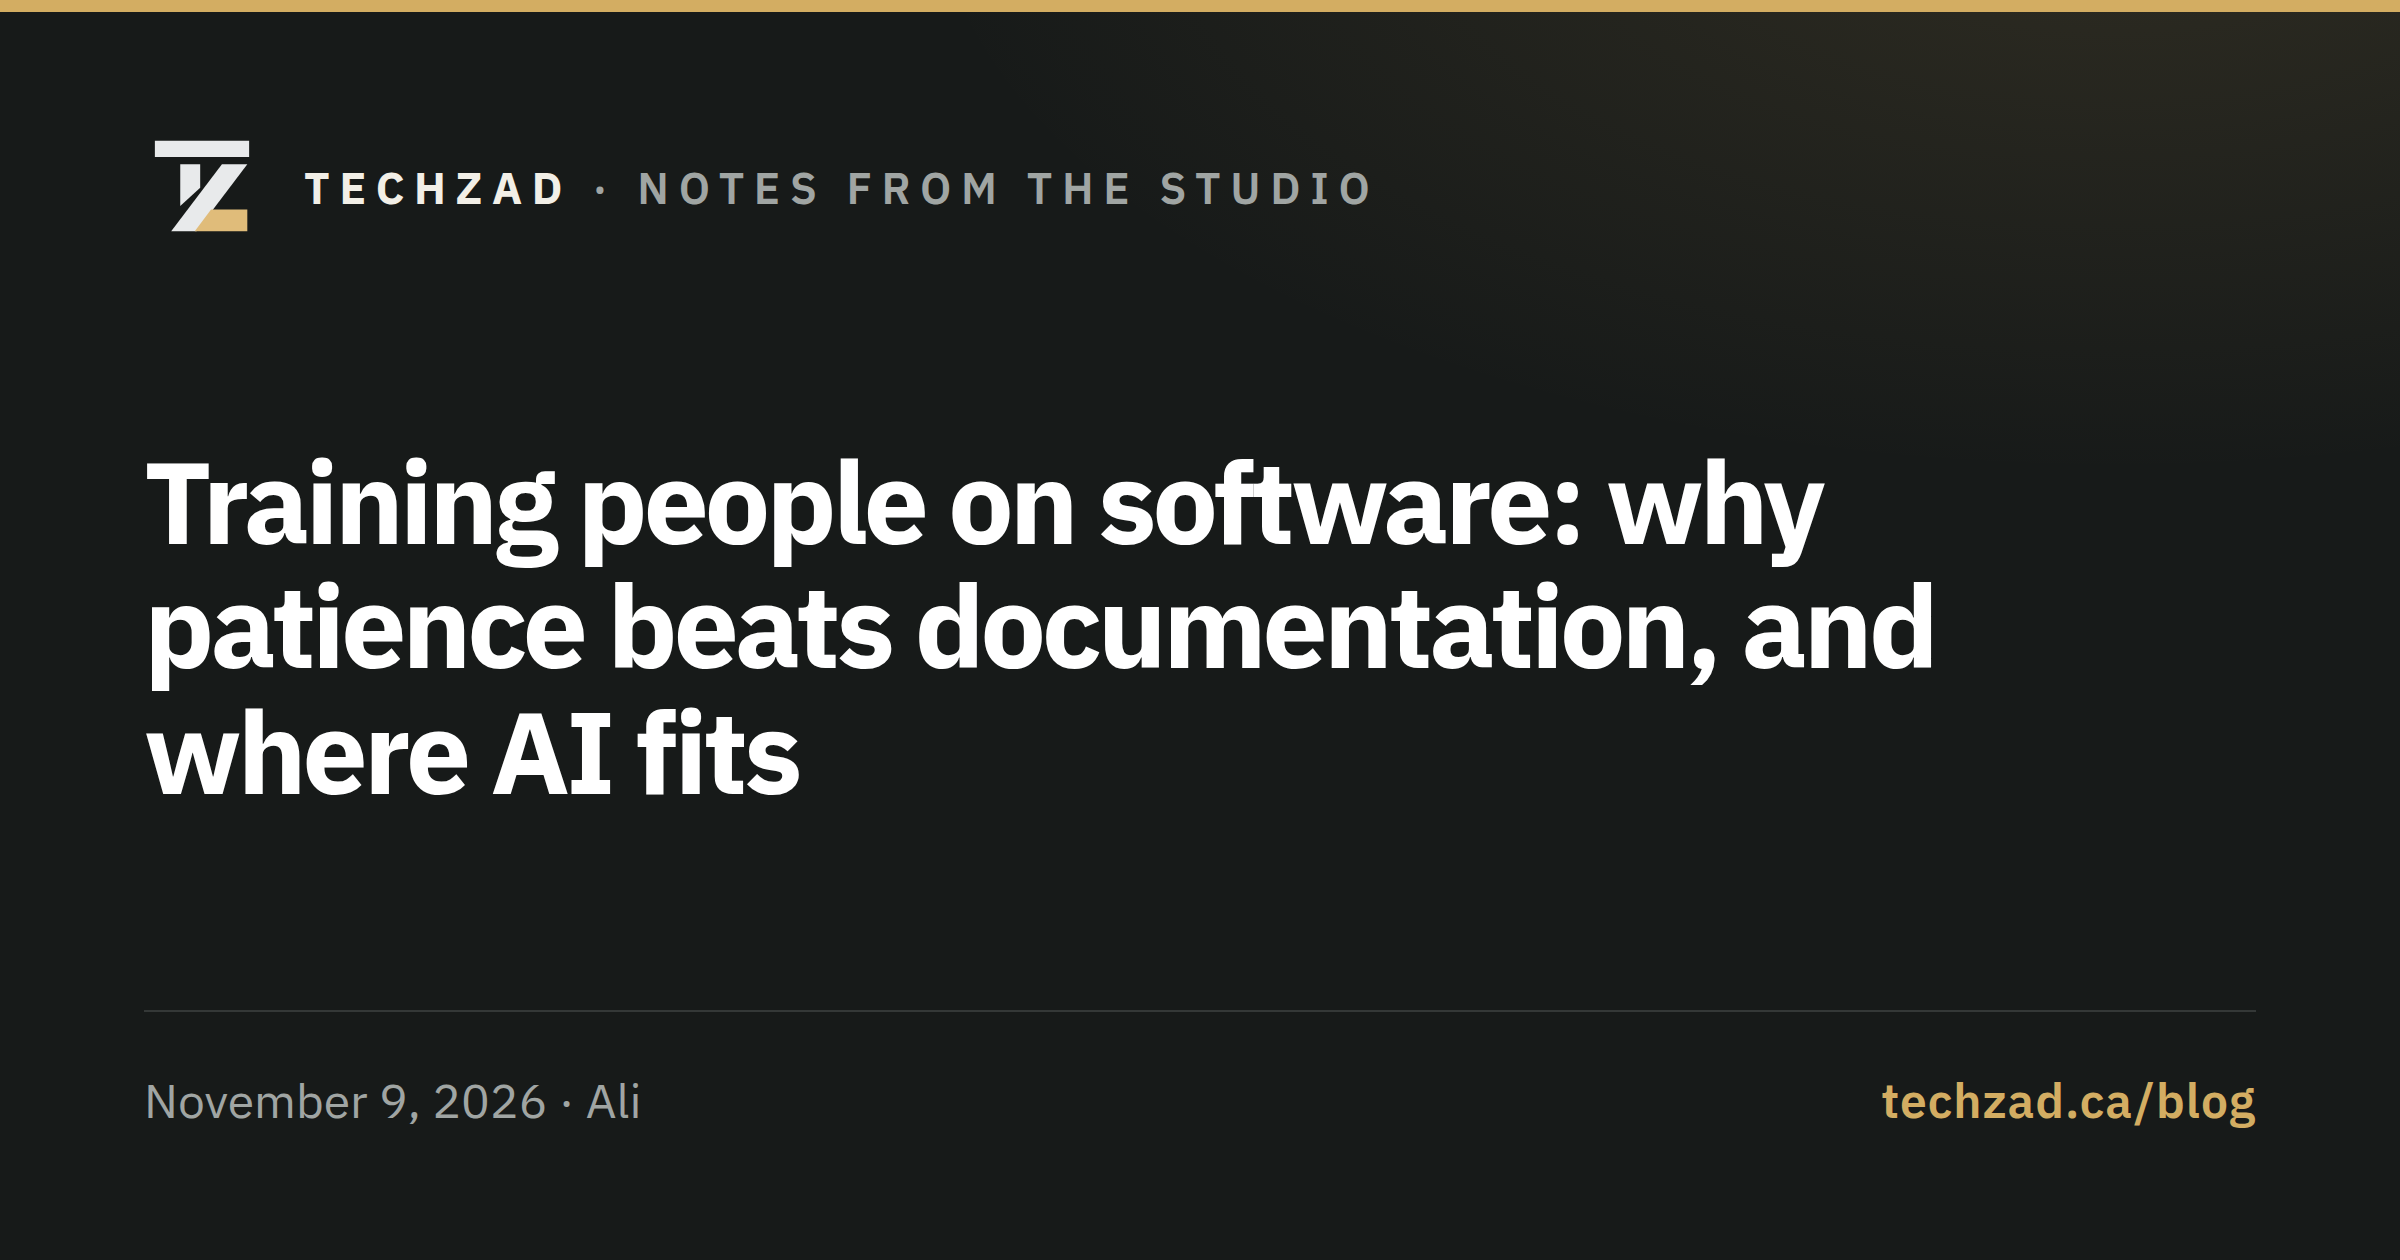 TECHZAD · NOTES FROM THE STUDIO
Training people on software: why
patience beats documentation, and
where AI fits
November 9, 2026 · Ali
techzad.ca/blog